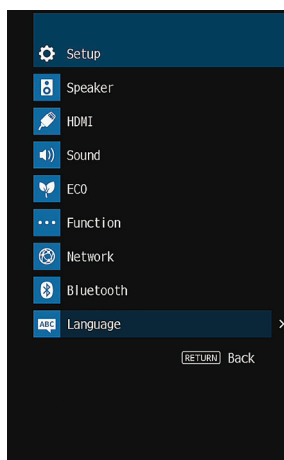 Setup
Speaker
HDMI
Sound
ECO
Function
Network
Bluetooth
ABC Language
RETURN Back